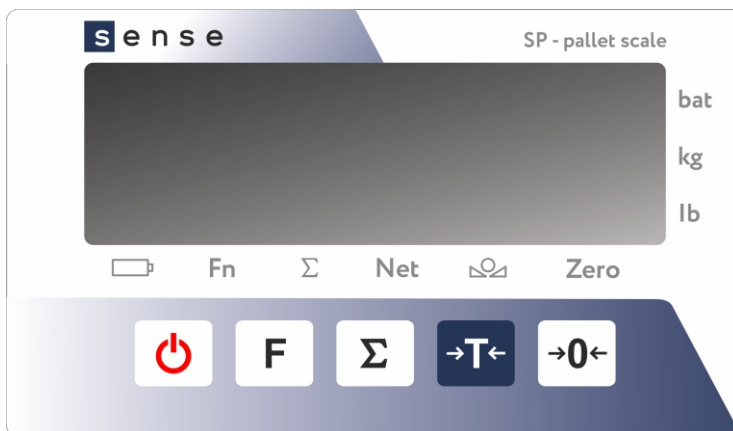 sense
SP - pallet scale
bat
kg
lb
Fn Σ Net Zero
F Σ →T← →0←